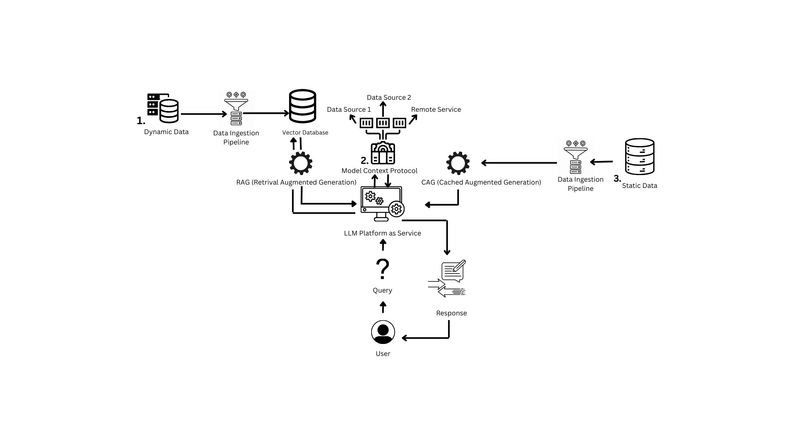 1.
Dynamic Data
Data Ingestion
Pipeline
Vector Database
Data Source 2
Data Source 1
Remote Service
2.
Model Context Protocol
RAG (Retrival Augmented Generation)
CAG (Cached Augmented Generation)
Data Ingestion
Pipeline
3.
Static Data
LLM Platform as Service
?
Query
Response
User